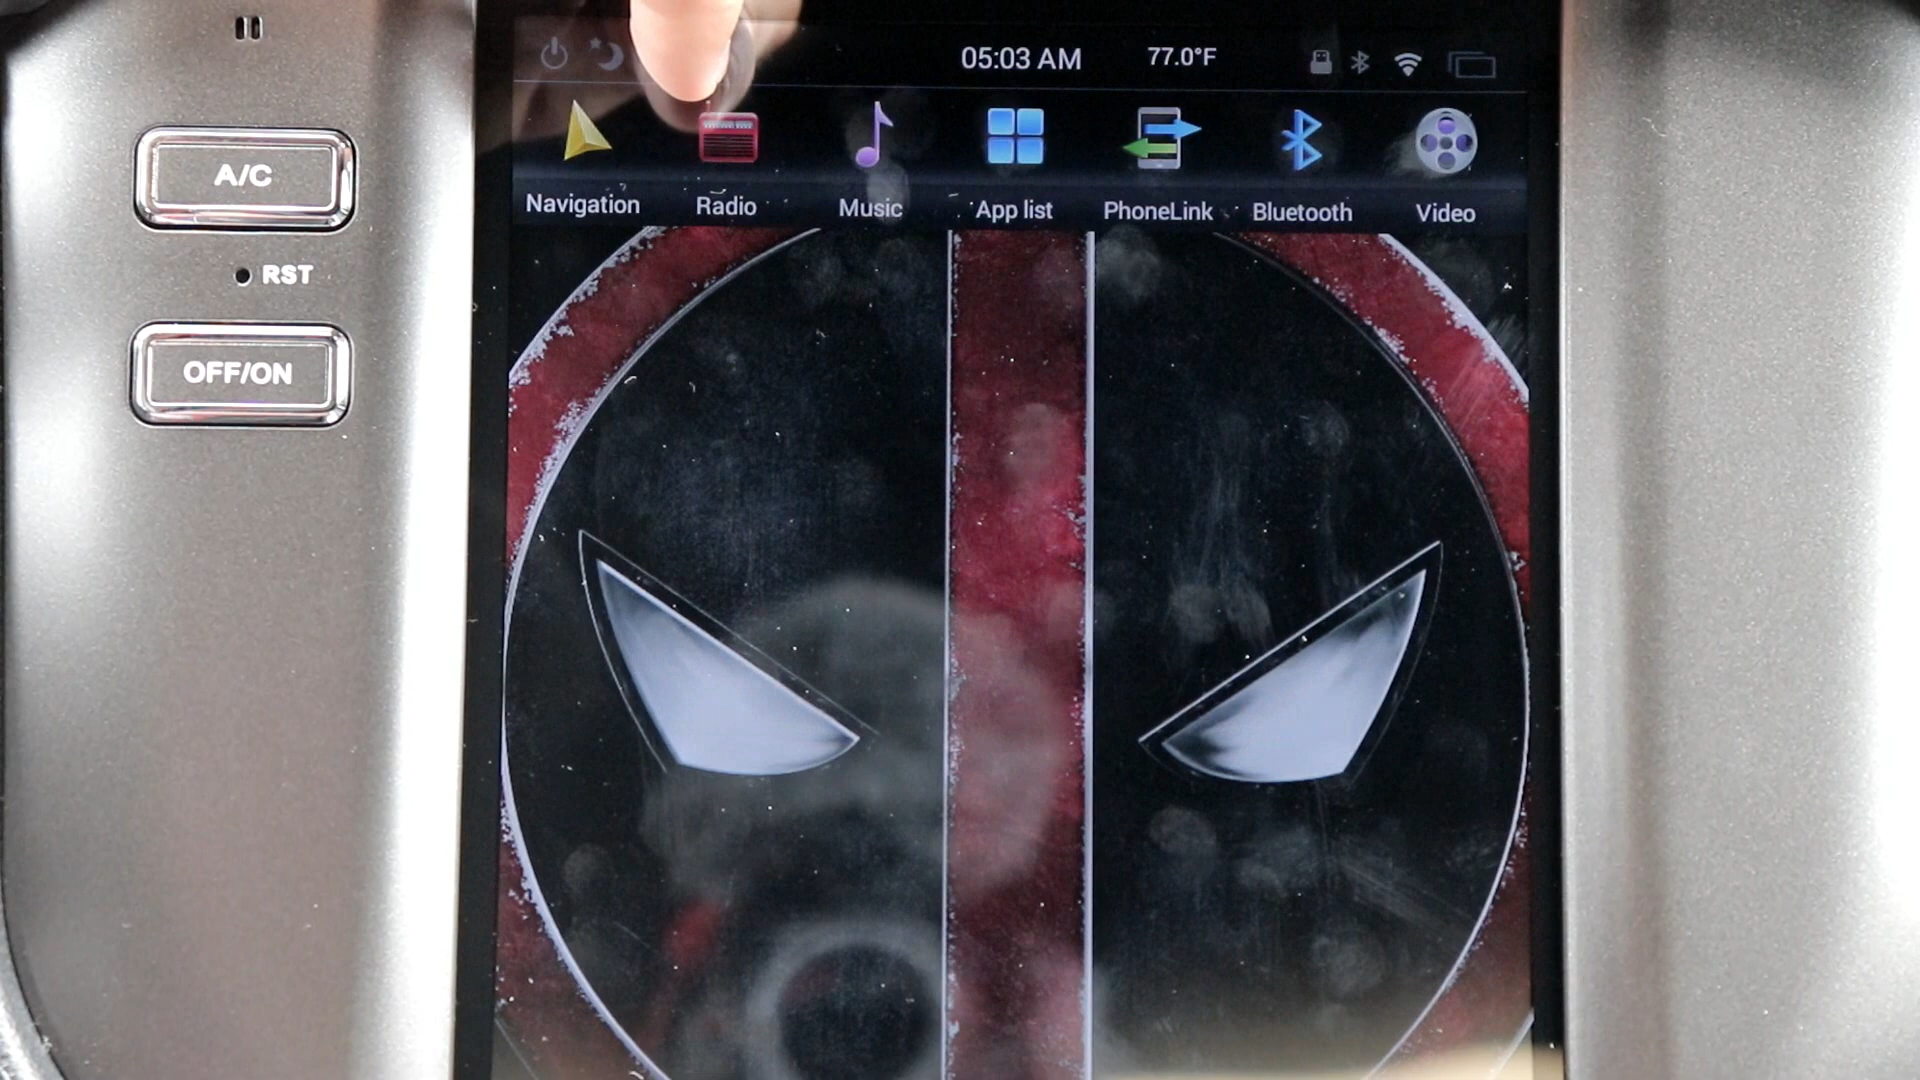 05:03 AM 77.0°F
A/C
Navigation Radio Music App list PhoneLink Bluetooth Video
RST
OFF/ON